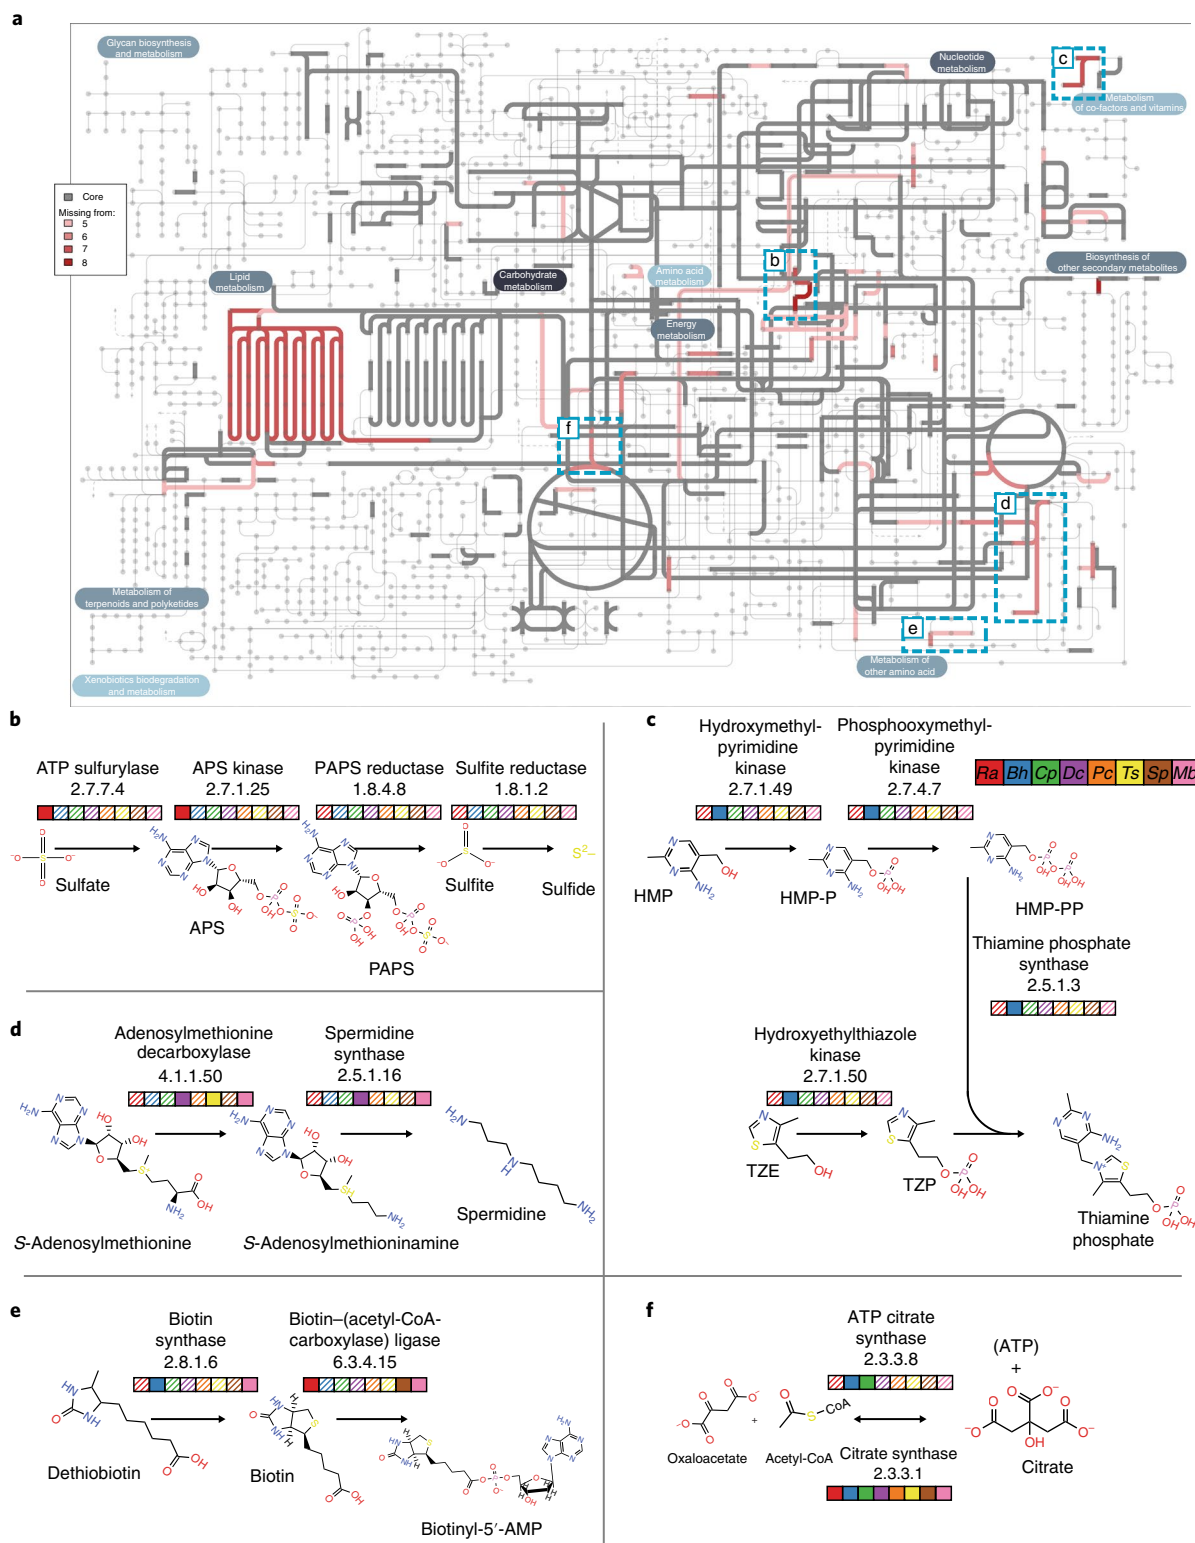 a
Glycan biosynthesis
and metabolism
Nucleotide
metabolism
c
Metabolism
of co-factors and vitamins
Core
Missing from:
5
6
7
8
b
Biosynthesis of
other secondary metabolites
Lipid
metabolism
Carbohydrate
metabolism
Amino acid
metabolism
Energy
metabolism
f
d
Metabolism of
terpenoids and polyketides
e
Metabolism of
other amino acid
Xenobiotics biodegradation
and metabolism
b
ATP sulfurylase
2.7.7.4
APS kinase
2.7.1.25
PAPS reductase
1.8.4.8
Sulfite reductase
1.8.1.2
Sulfate
APS
PAPS
Sulfite
S2–
Sulfide
c
Hydroxymethyl-
pyrimidine
kinase
2.7.1.49
Phosphooxymethyl-
pyrimidine
kinase
2.7.4.7
Ra Bh Cp Dc Pc Ts Sp Mb
HMP
HMP-P
HMP-PP
Thiamine phosphate
synthase
2.5.1.3
Hydroxyethylthiazole
kinase
2.7.1.50
TZE
TZP
Thiamine
phosphate
d
Adenosylmethionine
decarboxylase
4.1.1.50
Spermidine
synthase
2.5.1.16
S-Adenosylmethionine
S-Adenosylmethioninamine
Spermidine
e
Biotin
synthase
2.8.1.6
Biotin–(acetyl-CoA-
carboxylase) ligase
6.3.4.15
Dethiobiotin
Biotin
Biotinyl-5′-AMP
f
ATP citrate
synthase
2.3.3.8
(ATP)
+
Oxaloacetate
+
CoA
Acetyl-CoA
Citrate synthase
2.3.3.1
Citrate